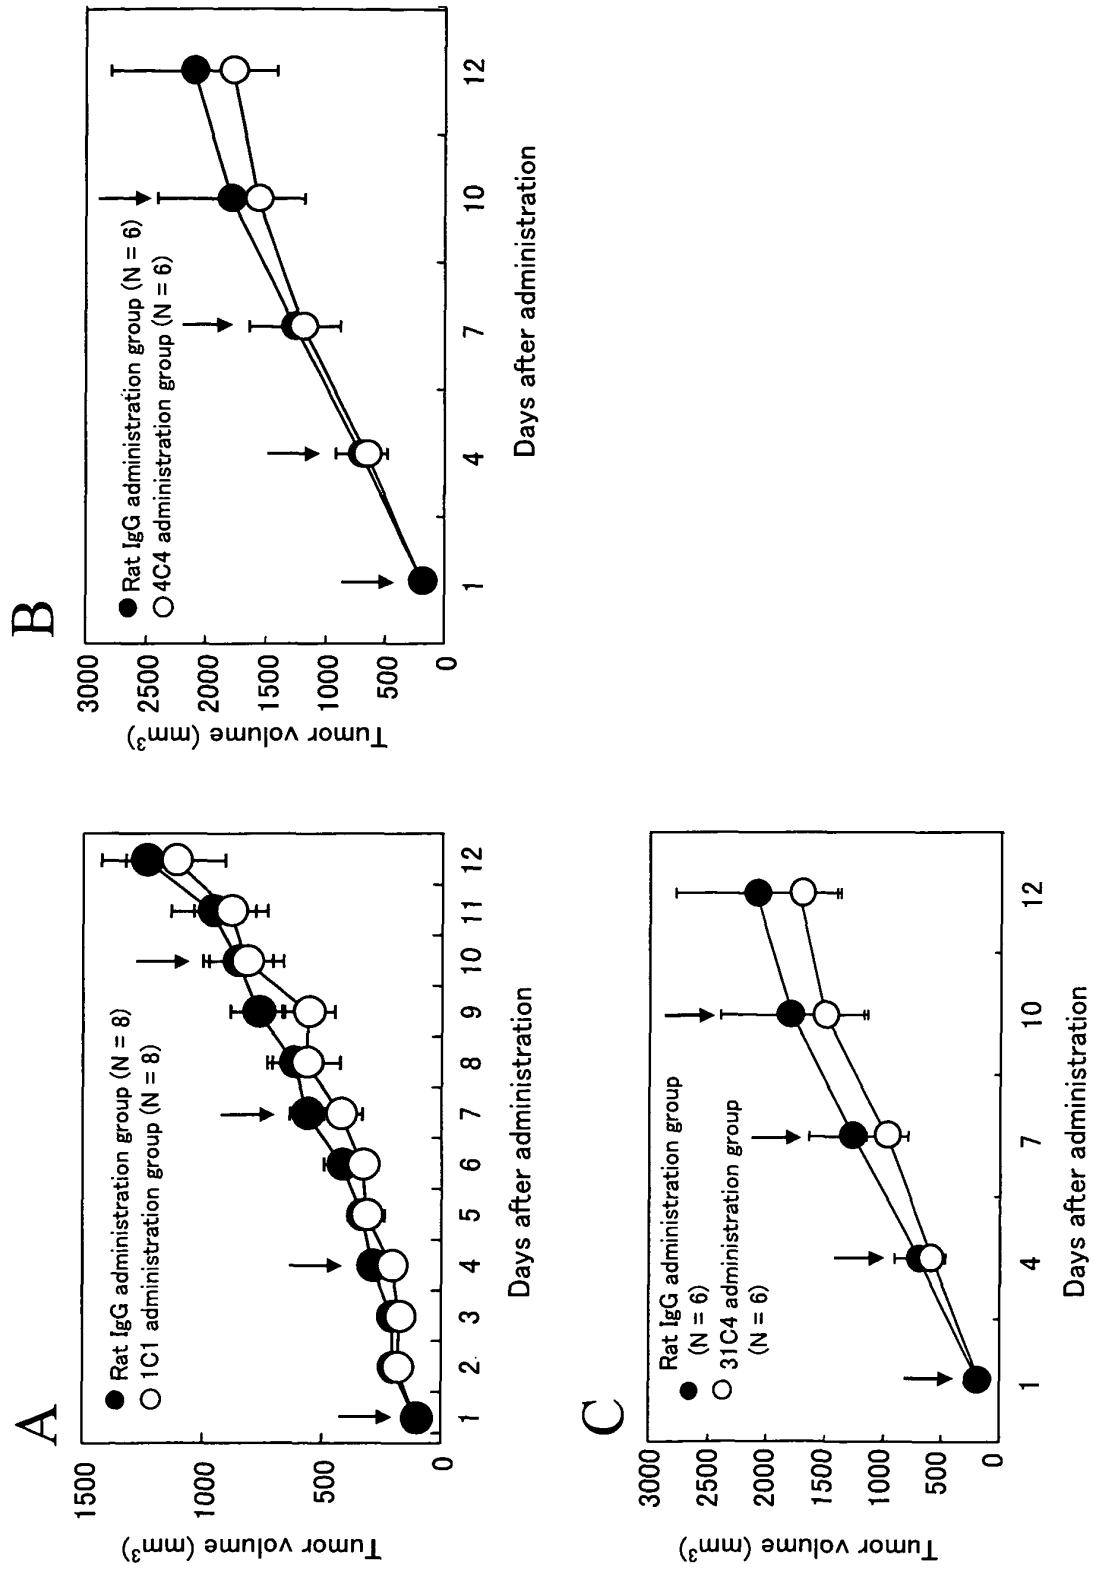 A
Tumor volume (mm³)
1500
1000
500
0
● Rat IgG administration group (N = 8)
○ 1C1 administration group (N = 8)
1 2 3 4 5 6 7 8 9 10 11 12
Days after administration
B
Tumor volume (mm³)
3000
2500
2000
1500
1000
500
0
● Rat IgG administration group (N = 6)
○ 4C4 administration group (N = 6)
1 4 7 10 12
Days after administration
C
Tumor volume (mm³)
3000
2500
2000
1500
1000
500
0
● Rat IgG administration group
(N = 6)
○ 31C4 administration group
(N = 6)
1 4 7 10 12
Days after administration